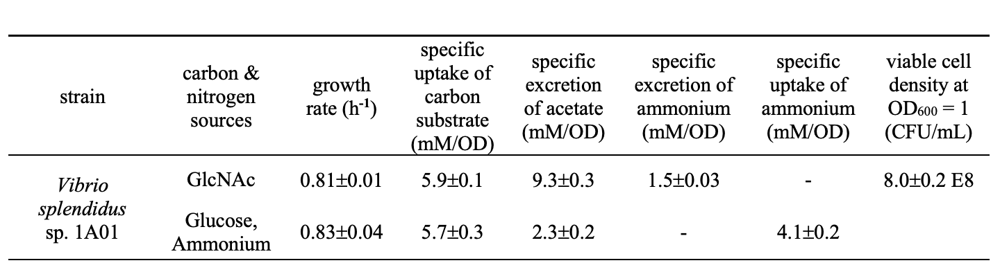 strain
carbon &
nitrogen
sources
growth
rate (h-1)
specific
uptake of
carbon
substrate
(mM/OD)
specific
excretion
of acetate
(mM/OD)
specific
excretion of
ammonium
(mM/OD)
specific
uptake of
ammonium
(mM/OD)
viable cell
density at
OD600 = 1
(CFU/mL)
Vibrio
splendidus
sp. 1A01
GlcNAc 0.81±0.01 5.9±0.1 9.3±0.3 1.5±0.03 - 8.0±0.2 E8
Glucose,
Ammonium
0.83±0.04 5.7±0.3 2.3±0.2 - 4.1±0.2